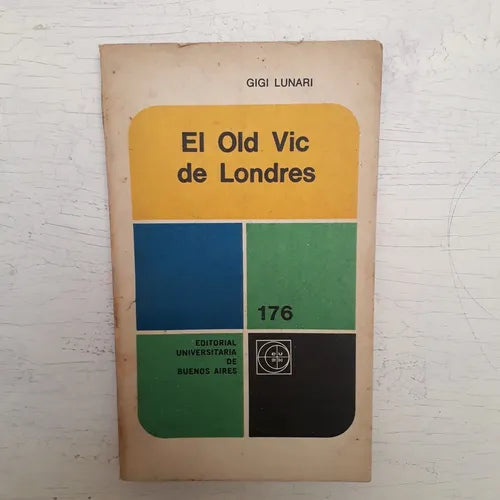 GIGI LUNARI
El Old Vic
de Londres
176
EDITORIAL
UNIVERSITARIA
DE
BUENOS AIRES